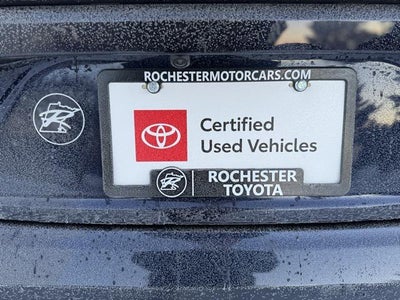 ROCHESTERMOTORCARS.COM
Certified
Used Vehicles
ROCHESTER
TOYOTA